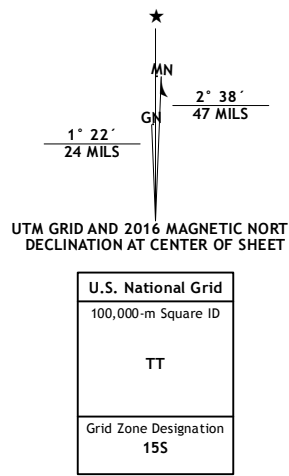 MN
GN
2° 38´
47 MILS
1° 22´
24 MILS
UTM GRID AND 2016 MAGNETIC NORT
DECLINATION AT CENTER OF SHEET
U.S. National Grid
100,000-m Square ID
TT
Grid Zone Designation
15S